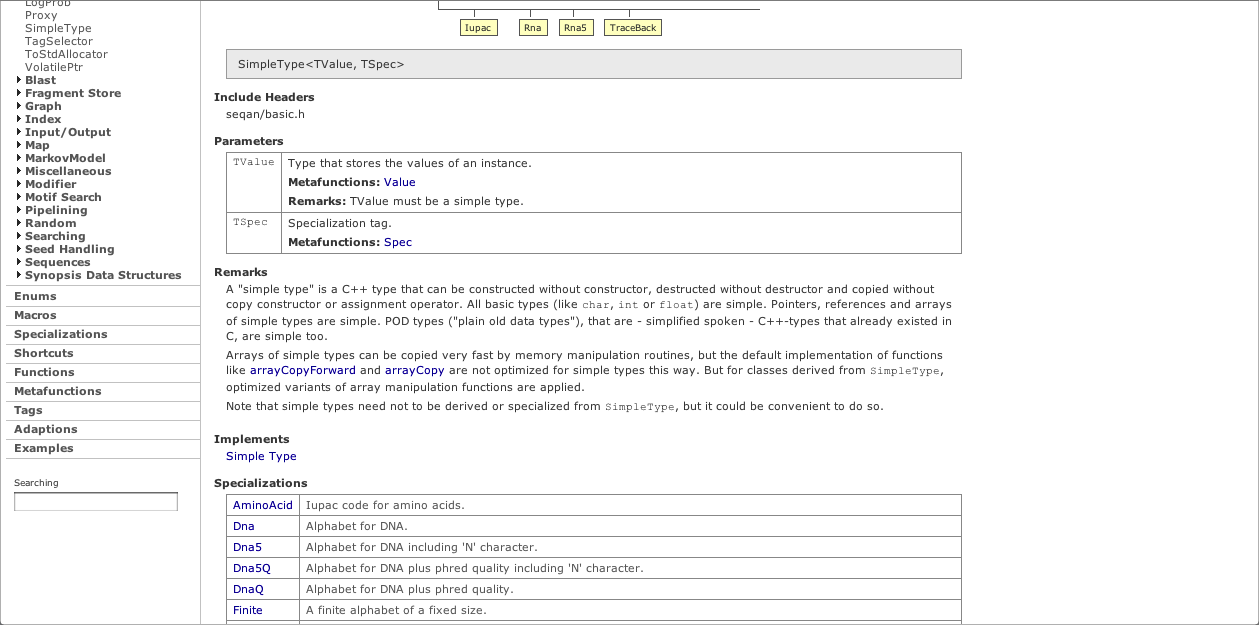 LogProb
Proxy
SimpleType
TagSelector
ToStdAllocator
VolatilePtr
Blast
Fragment Store
Graph
Index
Input/Output
Map
MarkovModel
Miscellaneous
Modifier
Motif Search
Pipelining
Random
Searching
Seed Handling
Sequences
Synopsis Data Structures
Enums
Macros
Specializations
Shortcuts
Functions
Metafunctions
Tags
Adaptions
Examples
Searching
Iupac Rna Rna5 TraceBack
SimpleType<TValue, TSpec>
Include Headers
seqan/basic.h
Parameters
TValue Type that stores the values of an instance.
Metafunctions: Value
Remarks: TValue must be a simple type.
TSpec Specialization tag.
Metafunctions: Spec
Remarks
A "simple type" is a C++ type that can be constructed without constructor, destructed without destructor and copied without
copy constructor or assignment operator. All basic types (like char, int or float) are simple. Pointers, references and arrays
of simple types are simple. POD types ("plain old data types"), that are - simplified spoken - C++-types that already existed in
C, are simple too.
Arrays of simple types can be copied very fast by memory manipulation routines, but the default implementation of functions
like arrayCopyForward and arrayCopy are not optimized for simple types this way. But for classes derived from SimpleType,
optimized variants of array manipulation functions are applied.
Note that simple types need not to be derived or specialized from SimpleType, but it could be convenient to do so.
Implements
Simple Type
Specializations
AminoAcid Iupac code for amino acids.
Dna Alphabet for DNA.
Dna5 Alphabet for DNA including 'N' character.
Dna5Q Alphabet for DNA plus phred quality including 'N' character.
DnaQ Alphabet for DNA plus phred quality.
Finite A finite alphabet of a fixed size.